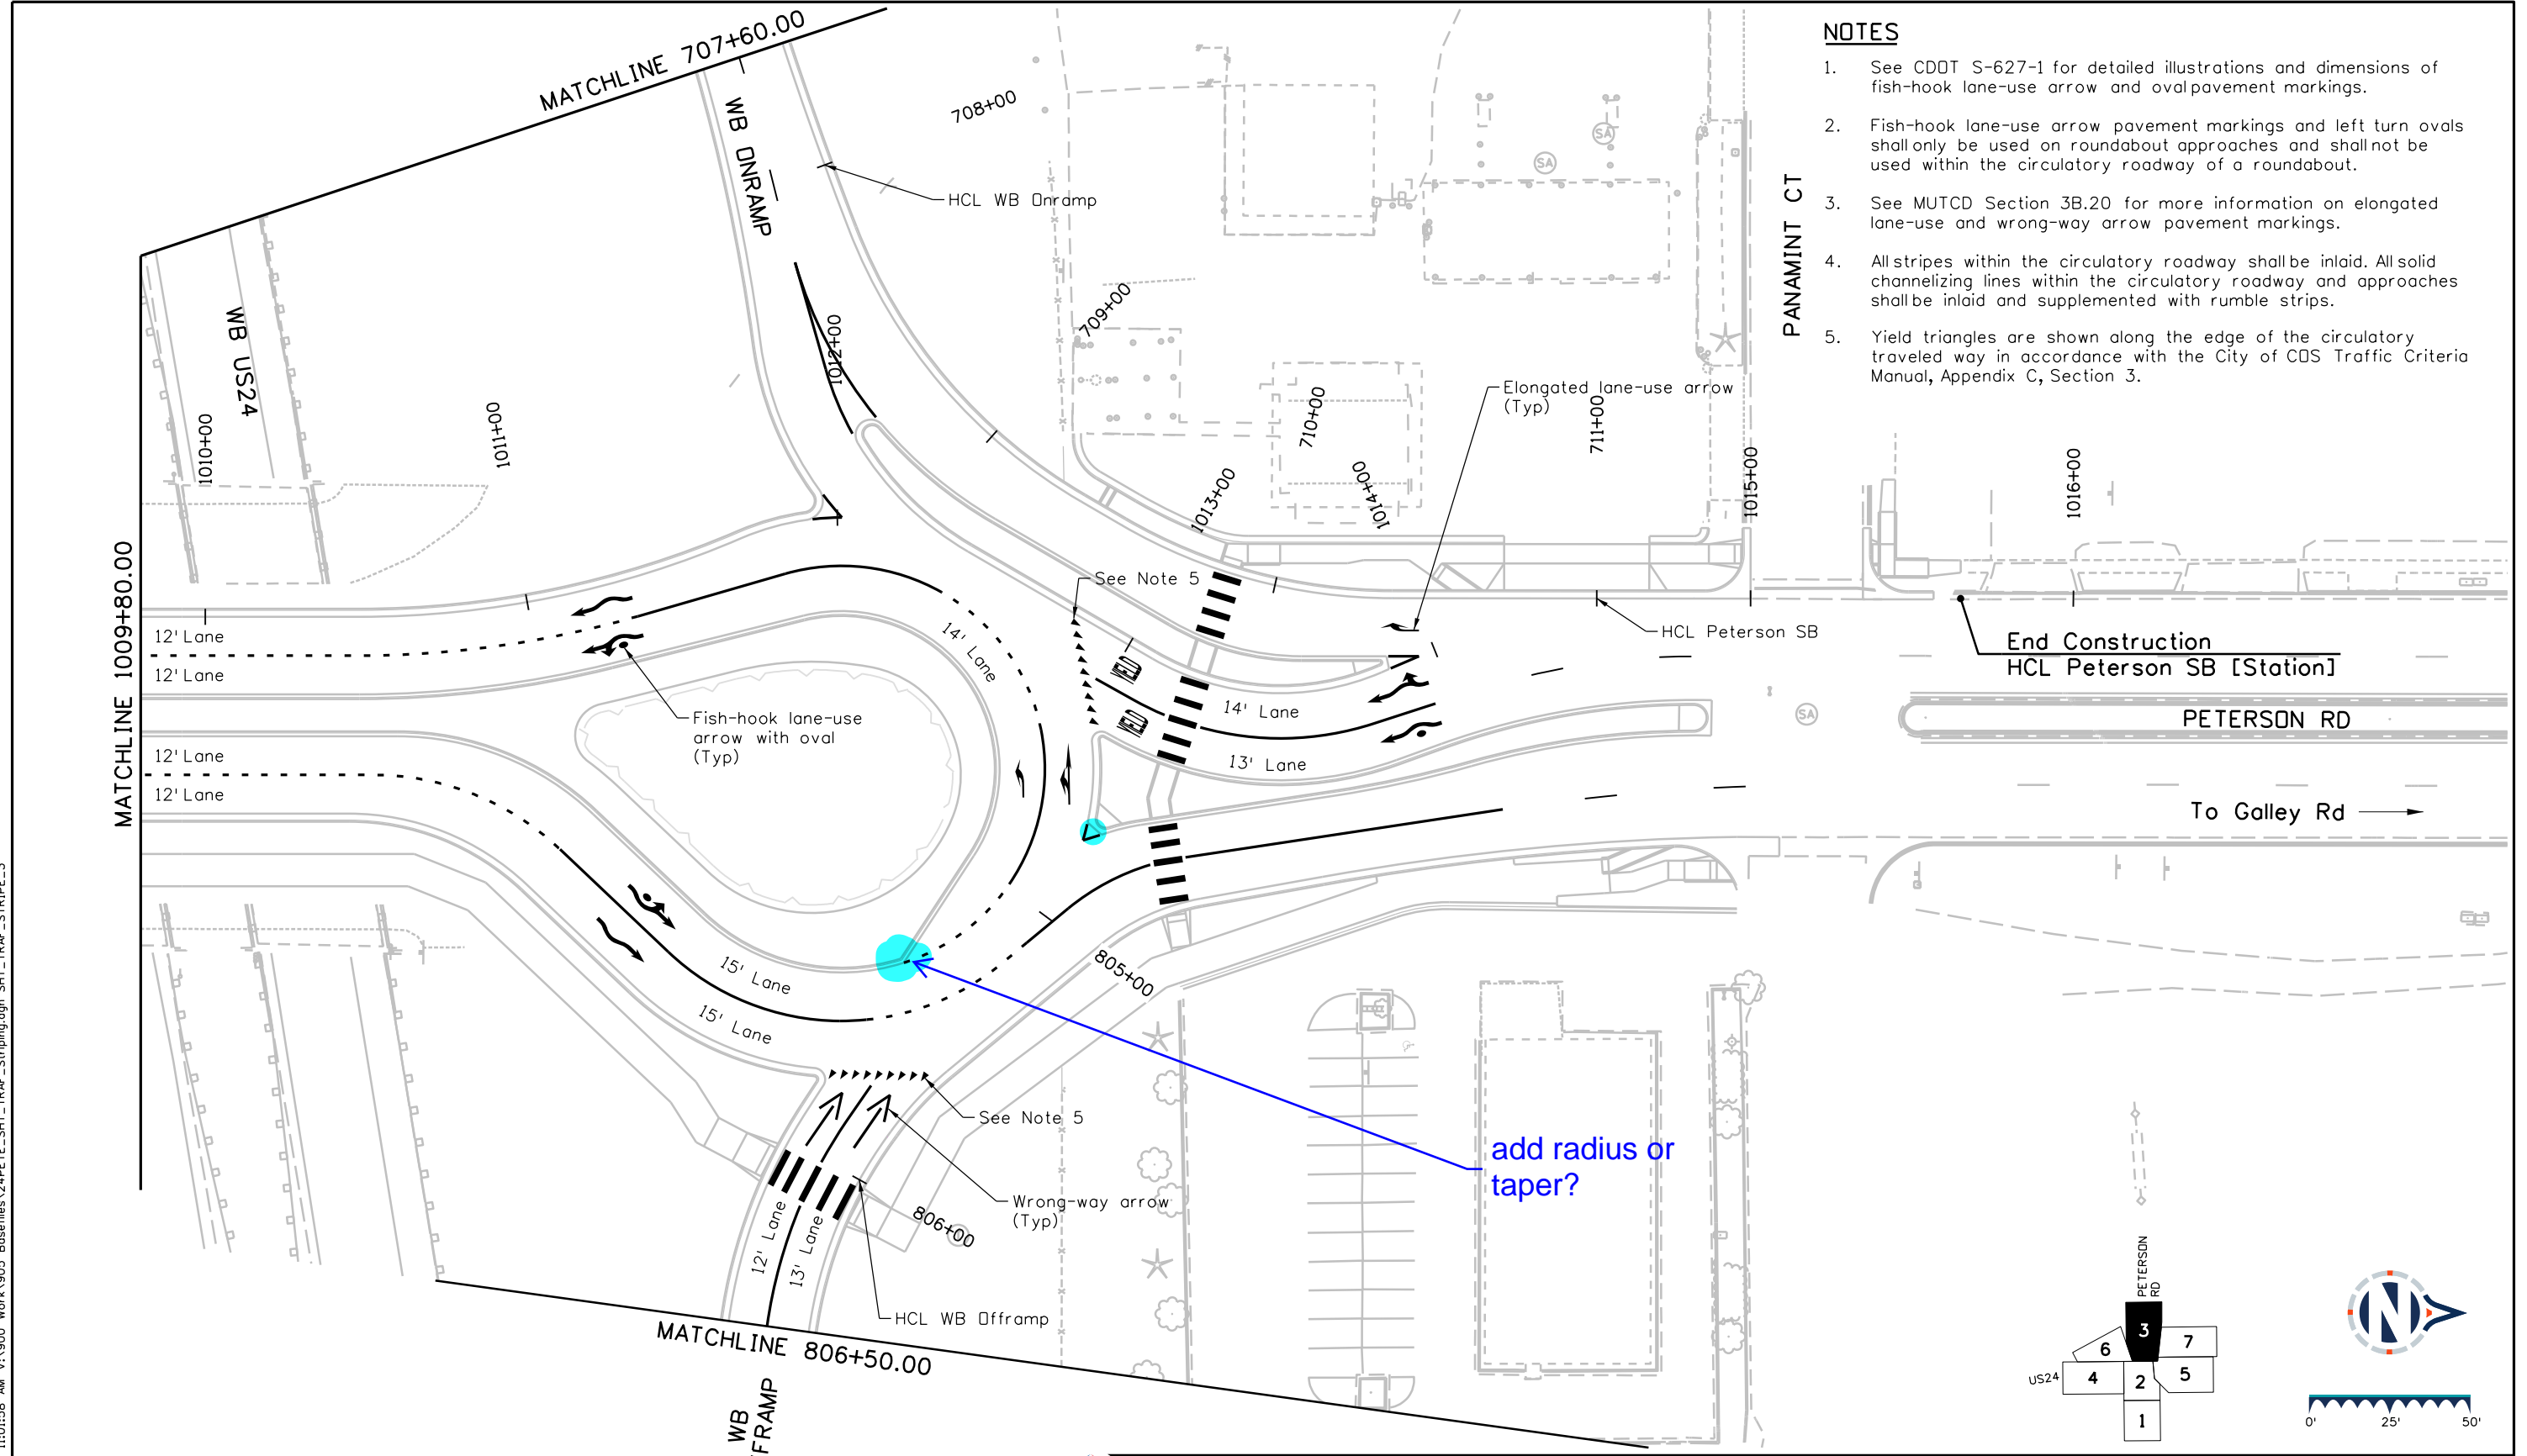 MATCHLINE 707+60.00
WB ONRAMP
708+00
HCL WB Onramp
709+00
SA
SA
PANAMINT CT
NOTES
1. See CDOT S-627-1 for detailed illustrations and dimensions of
fish-hook lane-use arrow and oval pavement markings.
2. Fish-hook lane-use arrow pavement markings and left turn ovals
shall only be used on roundabout approaches and shall not be
used within the circulatory roadway of a roundabout.
3. See MUTCD Section 3B.20 for more information on elongated
lane-use and wrong-way arrow pavement markings.
4. All stripes within the circulatory roadway shall be inlaid. All solid
channelizing lines within the circulatory roadway and approaches
shall be inlaid and supplemented with rumble strips.
5. Yield triangles are shown along the edge of the circulatory
traveled way in accordance with the City of COS Traffic Criteria
Manual, Appendix C, Section 3.
WB US24
1010+00
1011+00
1012+00
1013+00
710+00
1014+00
Elongated lane-use arrow
(Typ)
711+00
1015+00
1016+00
MATCHLINE 1009+80.00
12' Lane
12' Lane
12' Lane
12' Lane
See Note 5
14' Lane
HCL Peterson SB
End Construction
HCL Peterson SB [Station]
Fish-hook lane-use
arrow with oval
(Typ)
14' Lane
13' Lane
SA
PETERSON RD
To Galley Rd
15' Lane
15' Lane
805+00
See Note 5
add radius or
taper?
Wrong-way arrow
(Typ)
806+00
12' Lane
13' Lane
HCL WB Offramp
MATCHLINE 806+50.00
WB
FFRAMP
PETERSON
RD
3
6
7
US24
4
2
5
1
N
0'
25'
50'